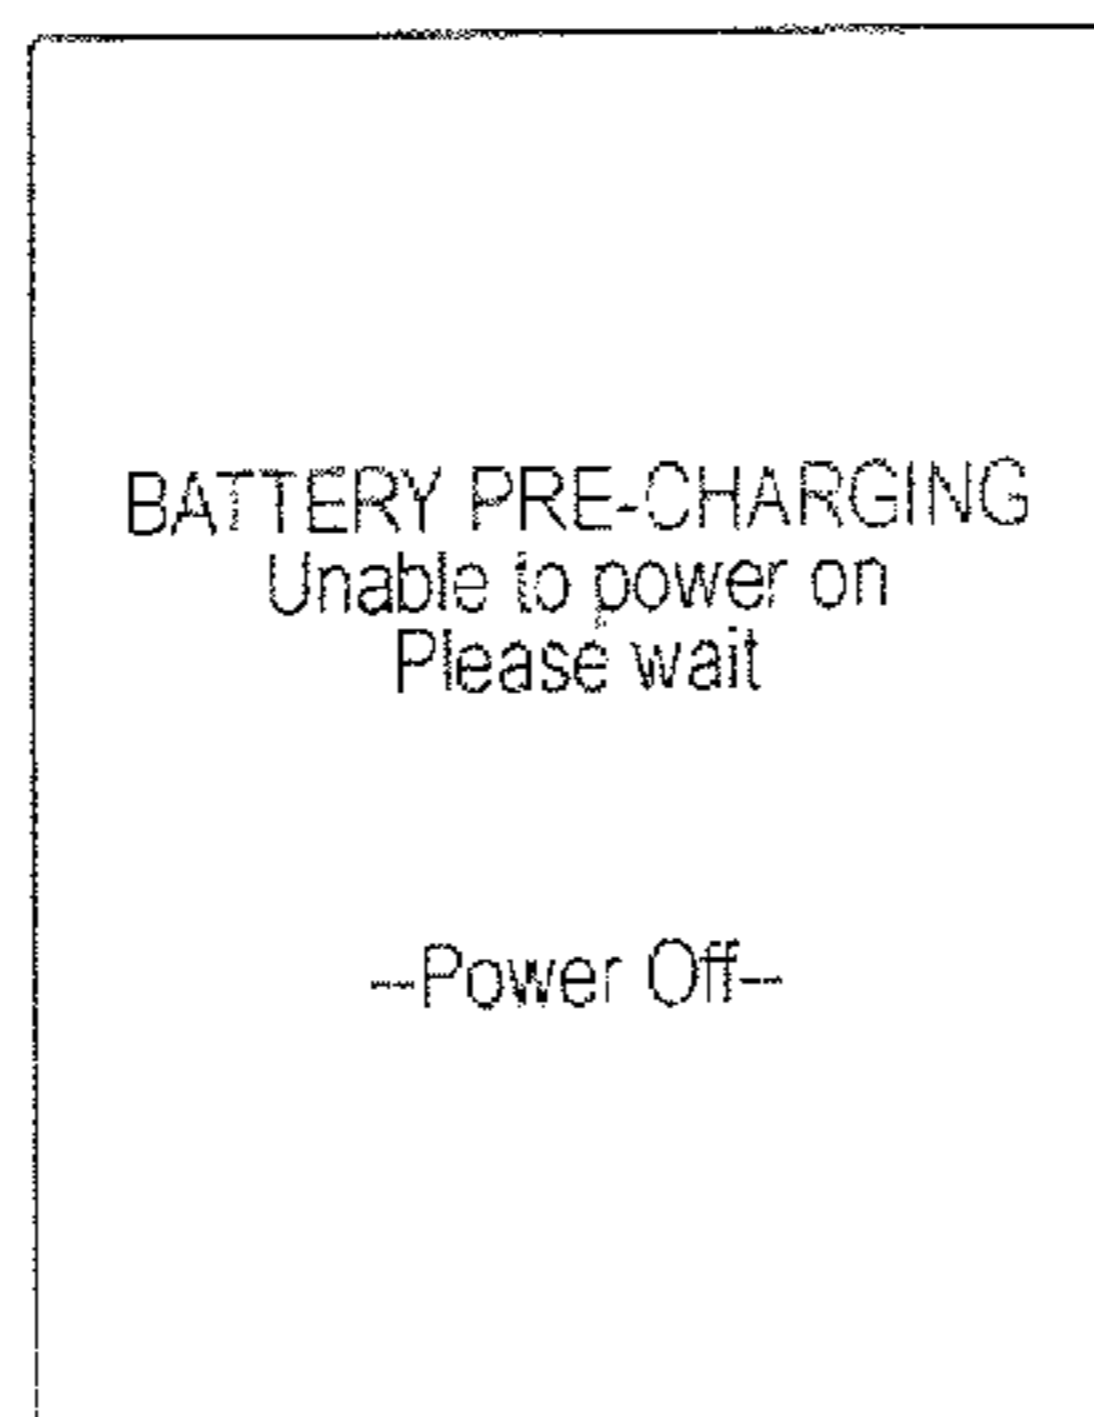 BATTERY PRE-CHARGING
Unable to power on
Please wait
--Power Off--